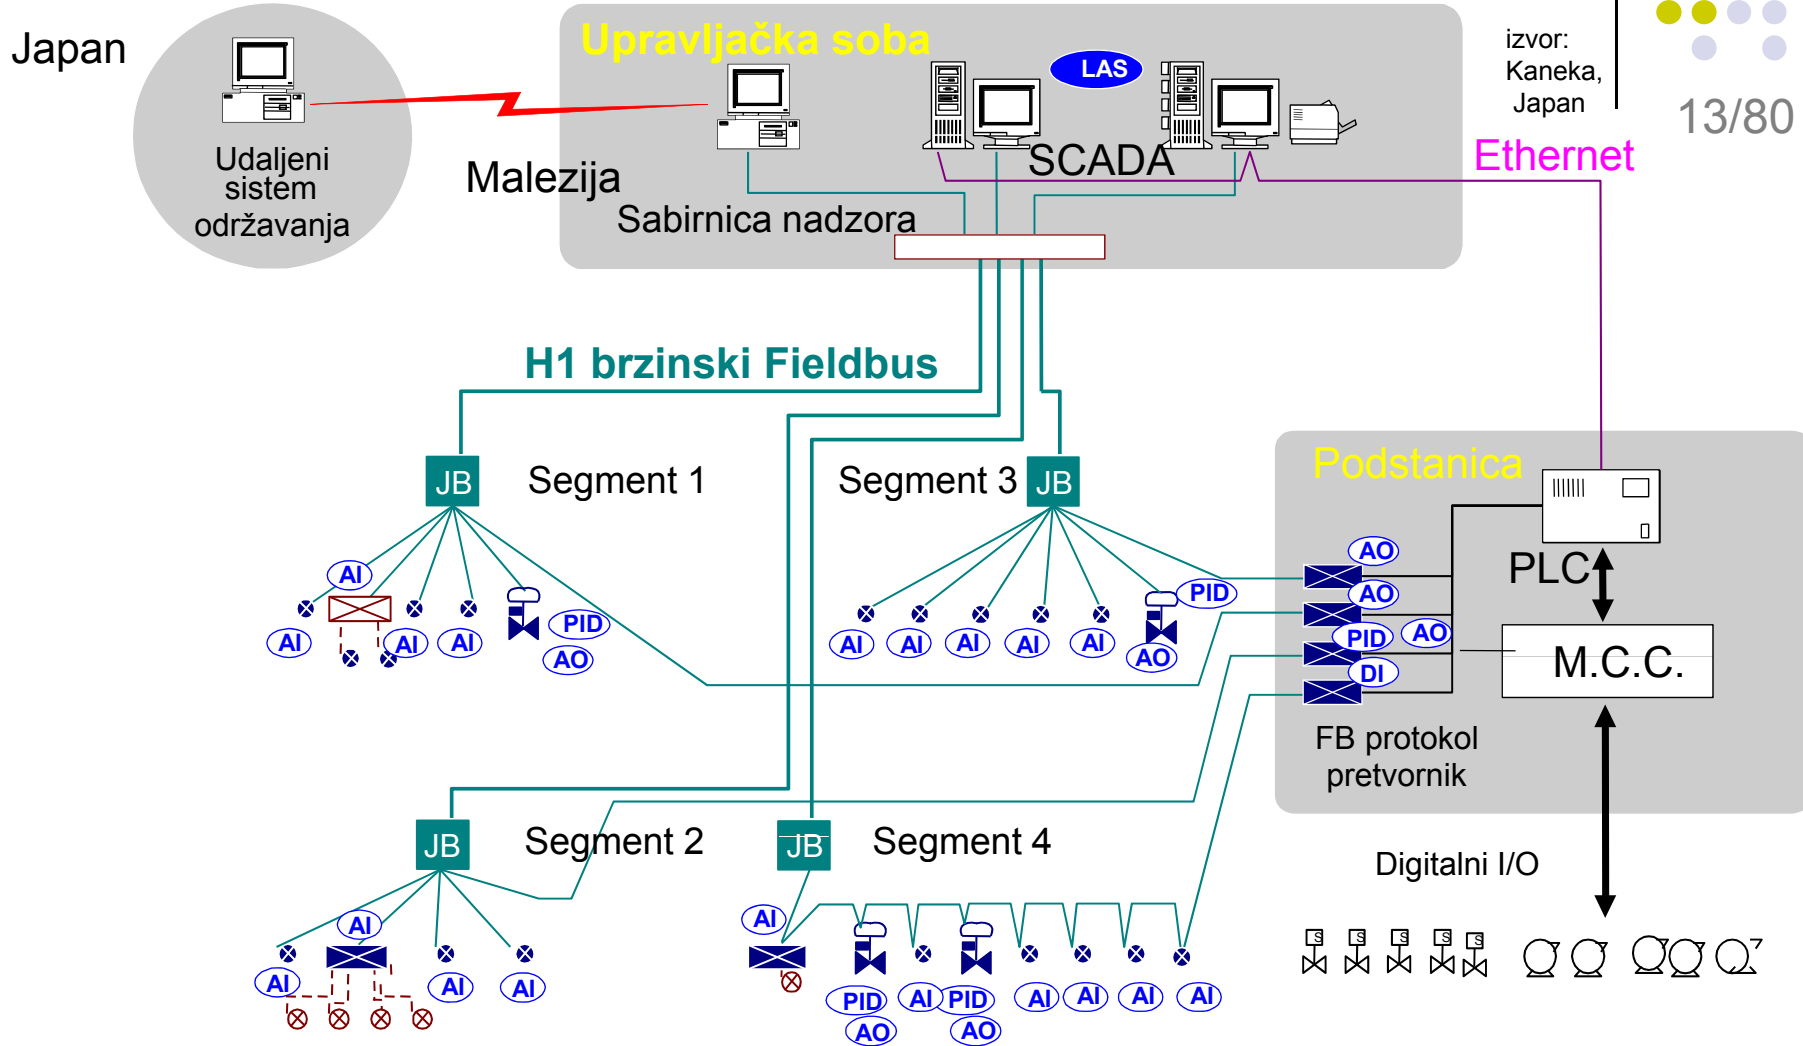 Japan
Udaljeni
sistem
održavanja
Upravljačka soba
LAS
izvor:
Kaneka,
Japan
13/80
Malezija
SCADA
Ethernet
Sabirnica nadzora
H1 brzinski Fieldbus
JB
Segment 1
Segment 3
JB
Podstanica
AI
AI
AI
AI
PID
AO
AI
AI
AI
AI
AI
PID
AO
AO
AO
PID
AO
DI
PLC
M.C.C.
FB protokol
pretvornik
JB
Segment 2
JB
Segment 4
Digitalni I/O
AI
AI
AI
AI
AI
PID
AO
AI
PID
AO
AI
AI
AI
AI
S
S
S
S
S